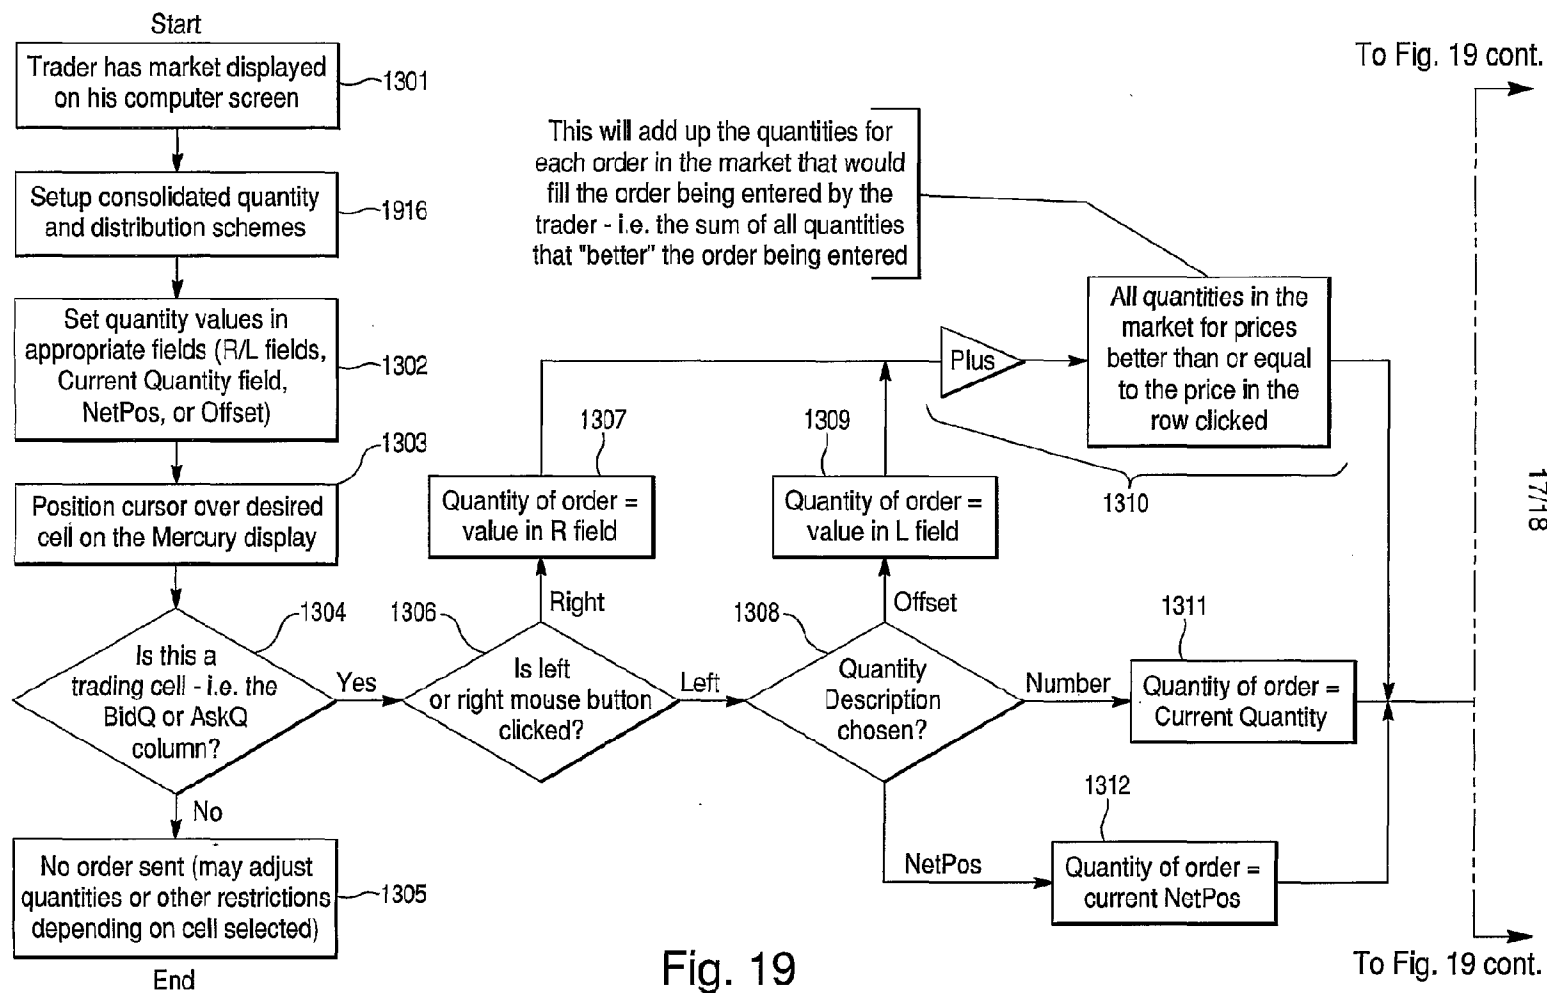 Start
Trader has market displayed
on his computer screen
1301
Setup consolidated quantity
and distribution schemes
1916
Set quantity values in
appropriate fields (R/L fields,
Current Quantity field,
NetPos, or Offset)
1302
1303
Position cursor over desired
cell on the Mercury display
1304
Is this a
trading cell - i.e. the
BidQ or AskQ
column?
Yes
No
No order sent (may adjust
quantities or other restrictions
depending on cell selected)
1305
End
1306
Is left
or right mouse button
clicked?
Right
Left
1307
Quantity of order =
value in R field
1308
Quantity
Description
chosen?
Offset
Number
NetPos
1309
Quantity of order =
value in L field
This will add up the quantities for
each order in the market that would
fill the order being entered by the
trader - i.e. the sum of all quantities
that "better" the order being entered
Plus
All quantities in the
market for prices
better than or equal
to the price in the
row clicked
1310
1311
Quantity of order =
Current Quantity
1312
Quantity of order =
current NetPos
To Fig. 19 cont.
To Fig. 19 cont.
17/18
Fig. 19